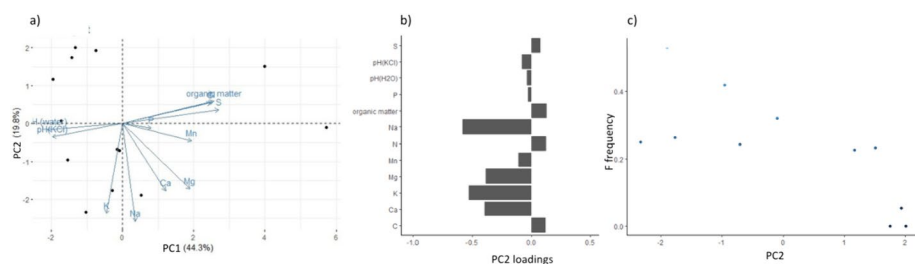 a)
2
1
0
-1
-2
PC2 (19.8%)
organic matter
S
Mn
pH(KCl)
Ca
Mg
K
Na
-2
0
2
4
6
PC1 (44.3%)
b)
S
pH(KCl)
pH(H2O)
P
organic matter
Na
N
Mn
Mg
K
Ca
C
-1.0
-0.5
0.0
0.5
PC2 loadings
c)
F frequency
0.4
0.2
0.0
-2
-1
0
1
2
PC2